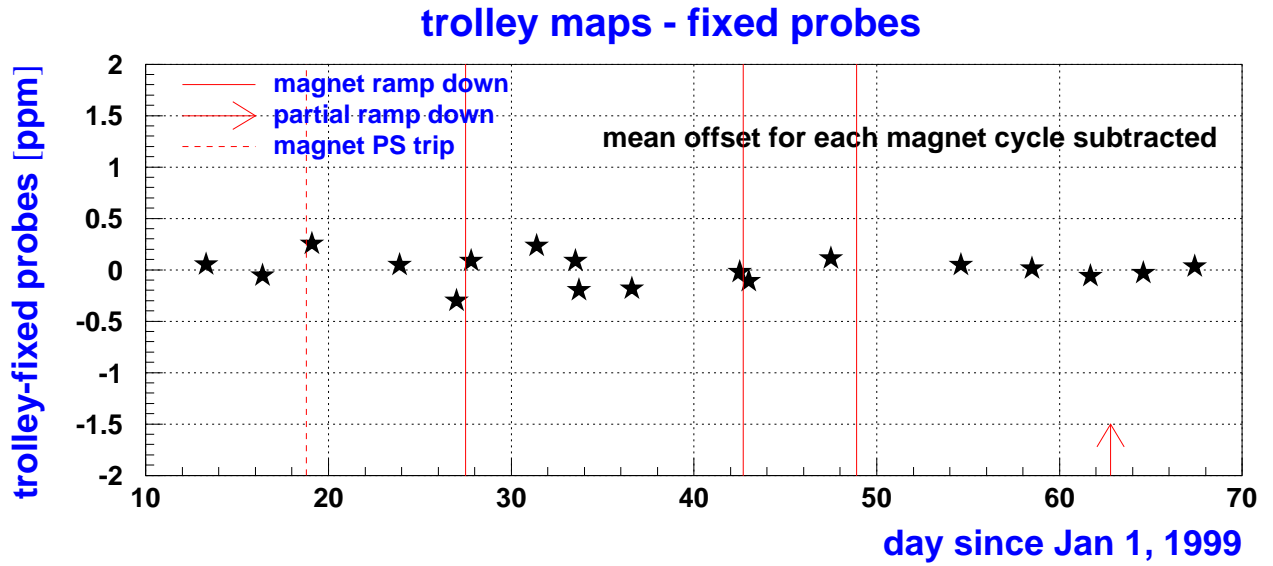 trolley maps - fixed probes
trolley-fixed probes [ppm]
2
1.5
1
0.5
0
-0.5
-1
-1.5
-2
magnet ramp down
partial ramp down
magnet PS trip
mean offset for each magnet cycle subtracted
10 20 30 40 50 60 70
day since Jan 1, 1999